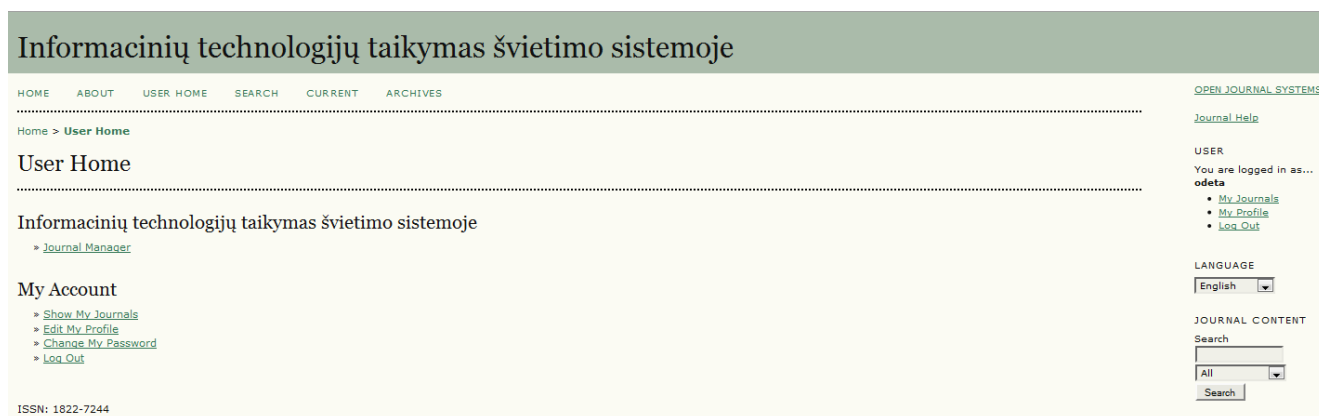 Informacinių technologijų taikymas švietimo sistemoje
HOME ABOUT USER HOME SEARCH CURRENT ARCHIVES
Home > User Home
User Home
Informacinių technologijų taikymas švietimo sistemoje
» Journal Manager
My Account
» Show My Journals
» Edit My Profile
» Change My Password
» Log Out
ISSN: 1822-7244
OPEN JOURNAL SYSTEMS
Journal Help
USER
You are logged in as...
odeta
• My Journals
• My Profile
• Log Out
LANGUAGE
English
JOURNAL CONTENT
Search
All
Search